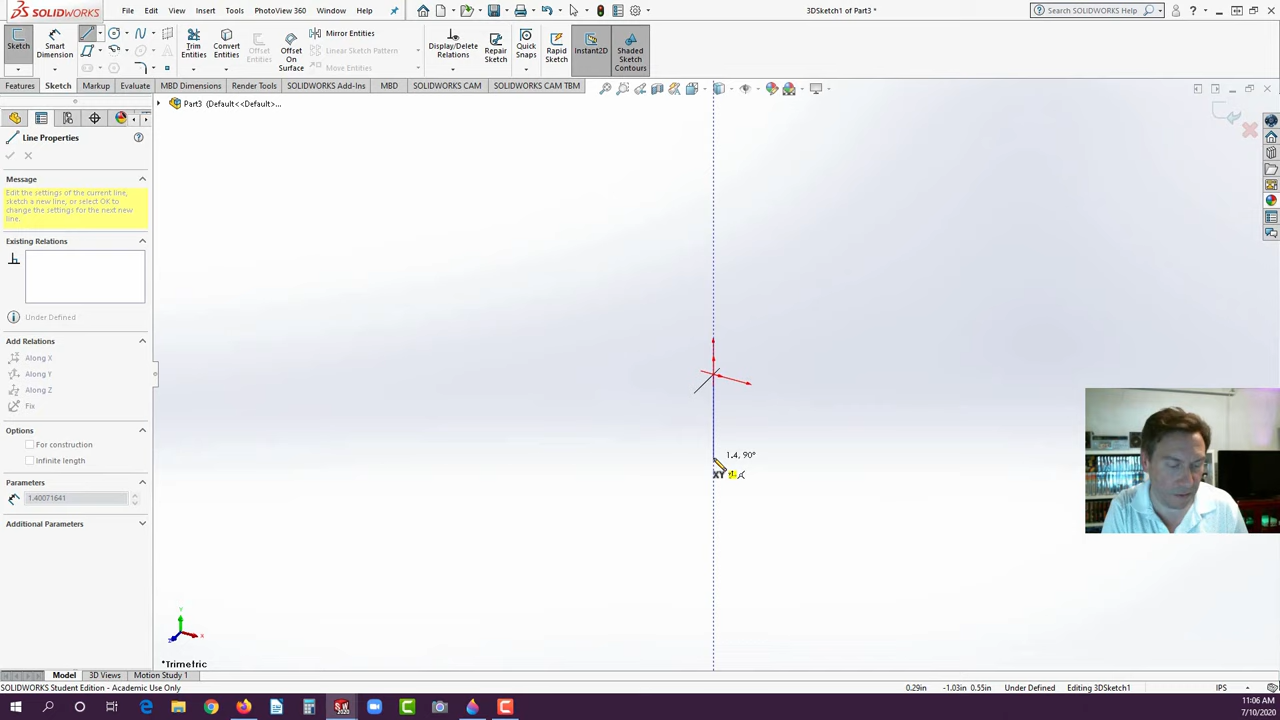 SOLIDWORKS File Edit View Insert Tools PhotoView 360 Window Help 3DSketch1 of Part3 * Search SOLIDWORKS Help
Sketch Smart Dimension Trim Entities Convert Entities Offset Entities Offset On Surface Mirror Entities Linear Sketch Pattern Move Entities Display/Delete Relations Repair Sketch Quick Snaps Rapid Sketch Instant2D Shaded Sketch Contours
Features Sketch Markup Evaluate MBD Dimensions Render Tools SOLIDWORKS Add-Ins MBD SOLIDWORKS CAM SOLIDWORKS CAM TBM
Part3 (Default<<Default>...
Line Properties
Message
Edit the settings of the current line,
sketch a new line, or select OK to
change the settings for the next new
line.
Existing Relations
Under Defined
Add Relations
Along X
Along Y
Along Z
Fix
Options
For construction
Infinite length
Parameters
1.40071641
Additional Parameters
1.4, 90°
XY
Y
X
Z
*Trimetric
Model 3D Views Motion Study 1
SOLIDWORKS Student Edition - Academic Use Only 0.29in -1.03in 0.55in Under Defined Editing 3DSketch1 IPS
11:06 AM
7/10/2020